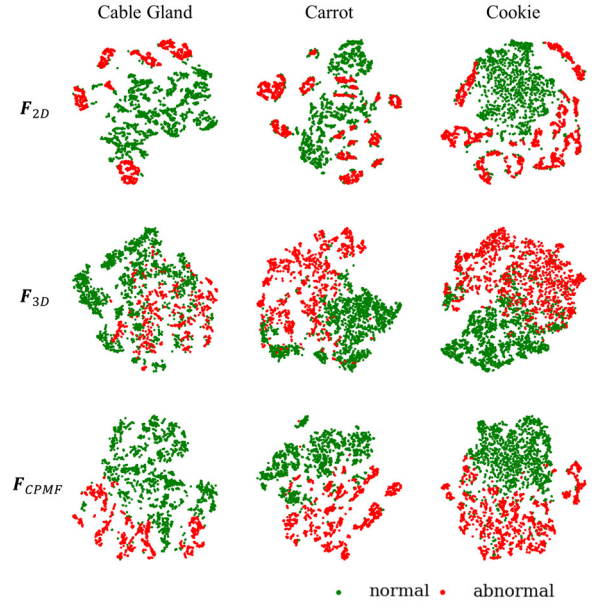 Cable Gland Carrot Cookie
F2D
F3D
FCPMF
normal abnormal